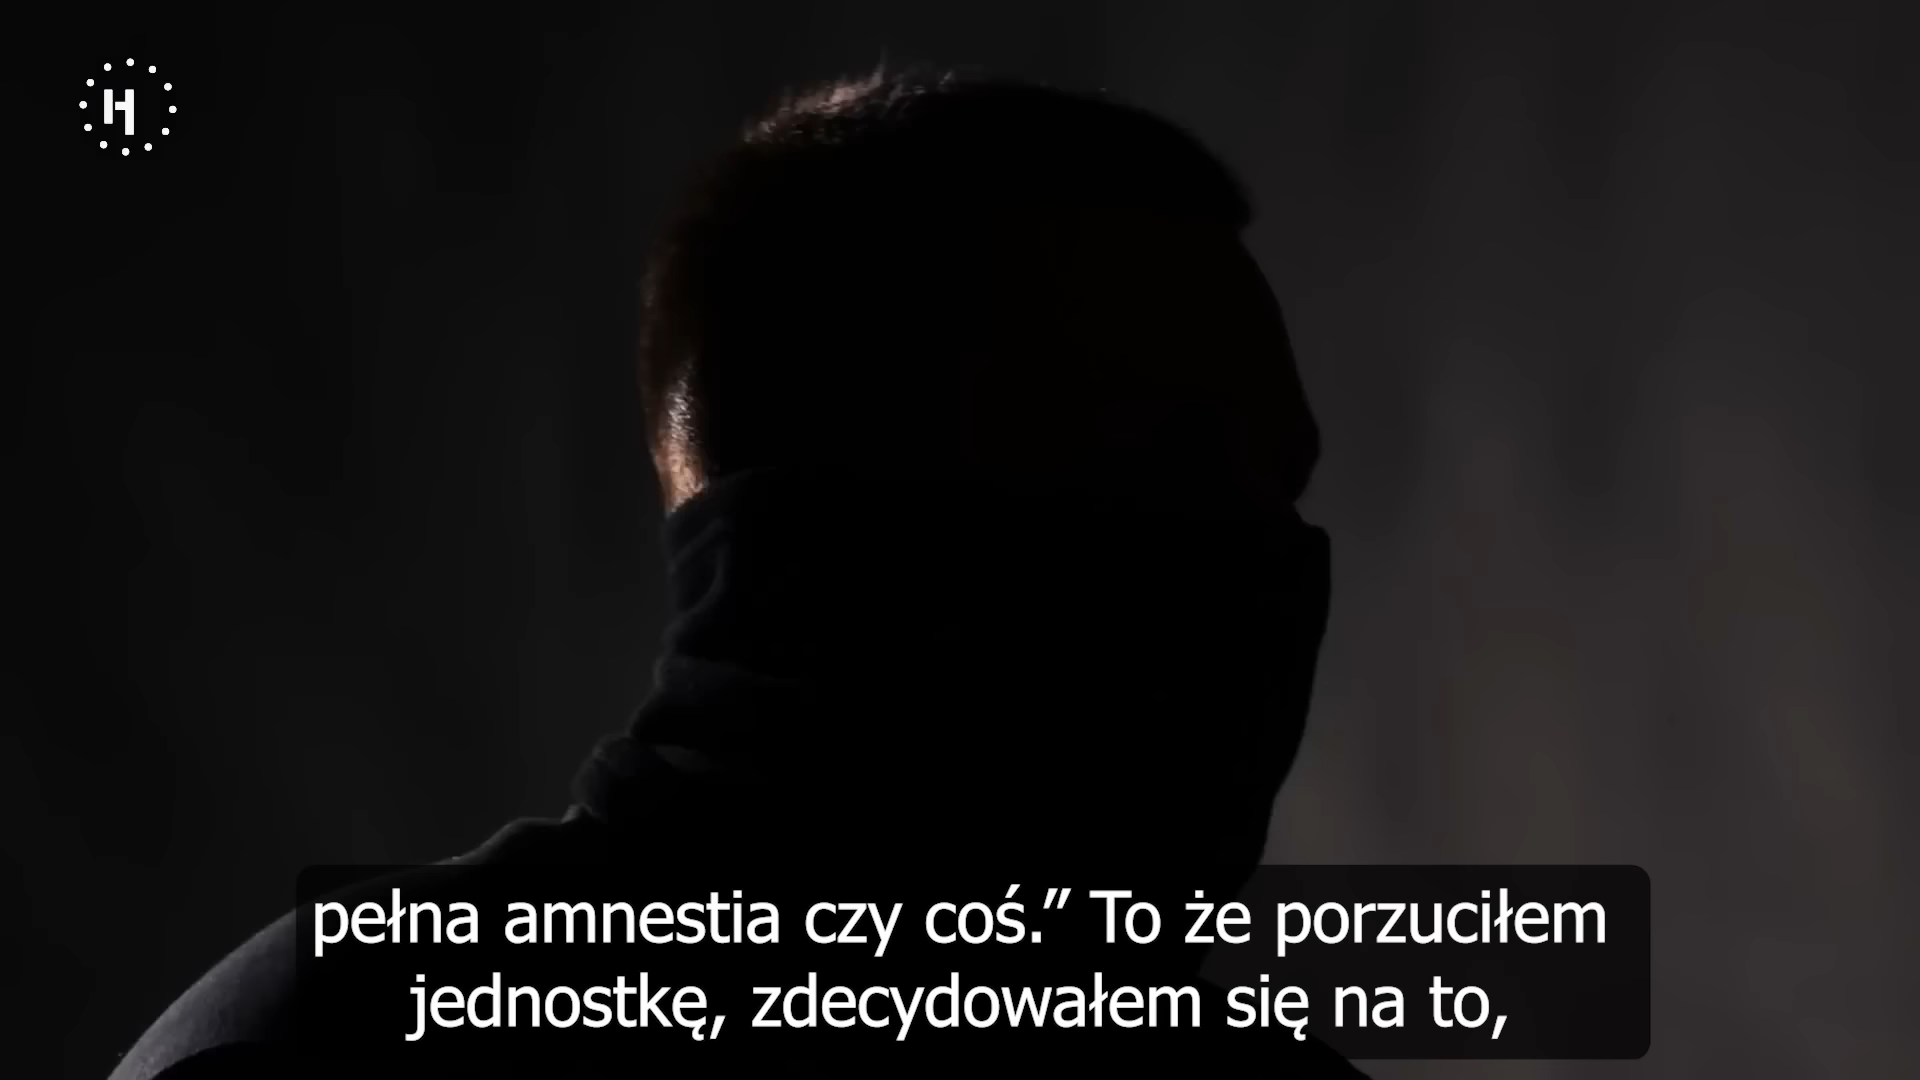 H
pełna amnestia czy coś.” To że porzuciłem
jednostkę, zdecydowałem się na to,